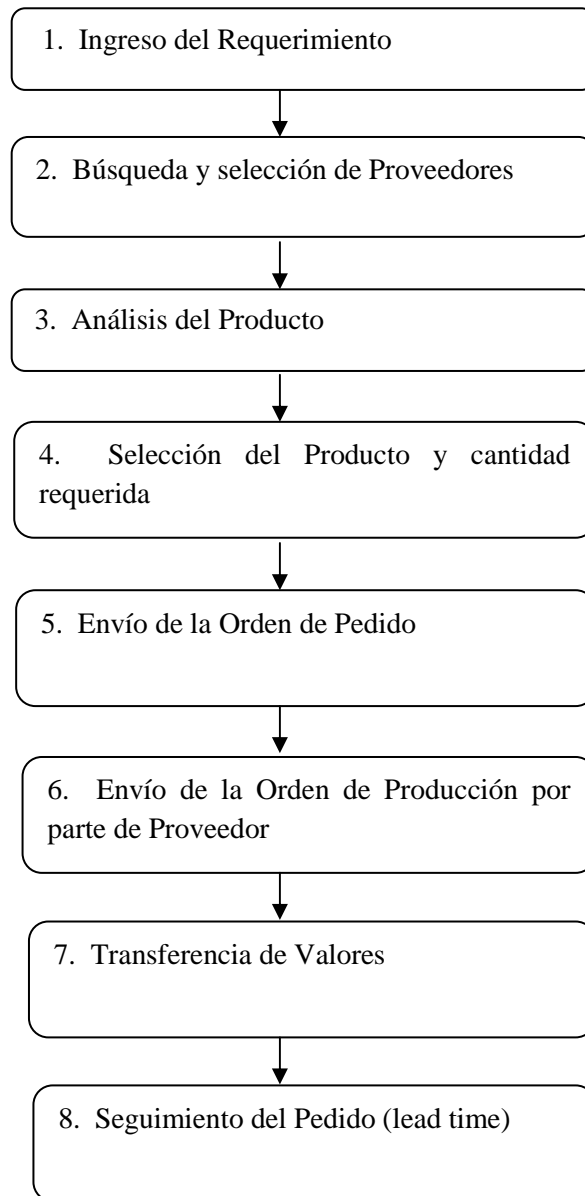 1. Ingreso del Requerimiento
2. Búsqueda y selección de Proveedores
3. Análisis del Producto
4. Selección del Producto y cantidad
requerida
5. Envío de la Orden de Pedido
6. Envío de la Orden de Producción por
parte de Proveedor
7. Transferencia de Valores
8. Seguimiento del Pedido (lead time)